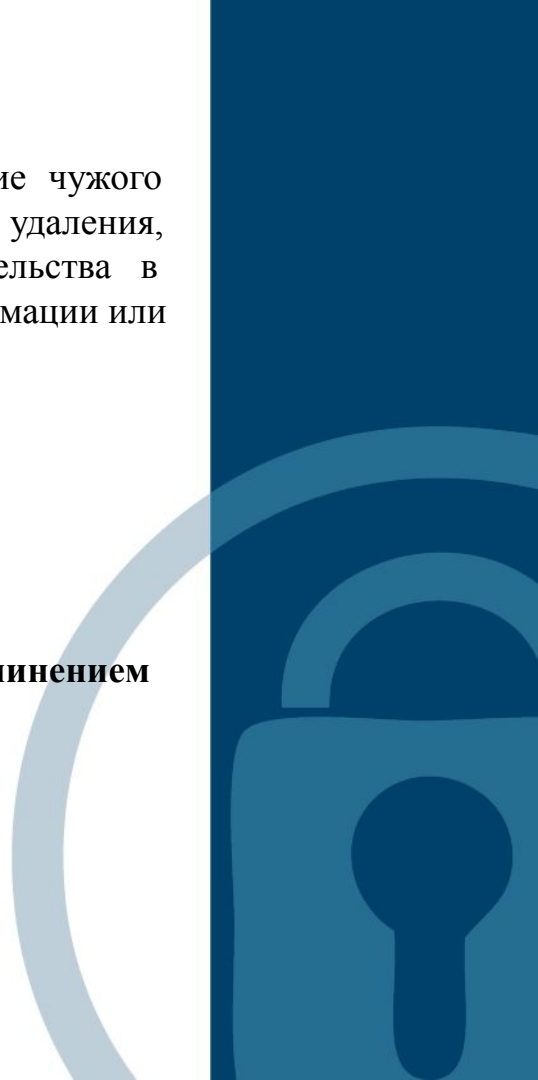 ие чужого
удаления,
ельства в
мации или
инением